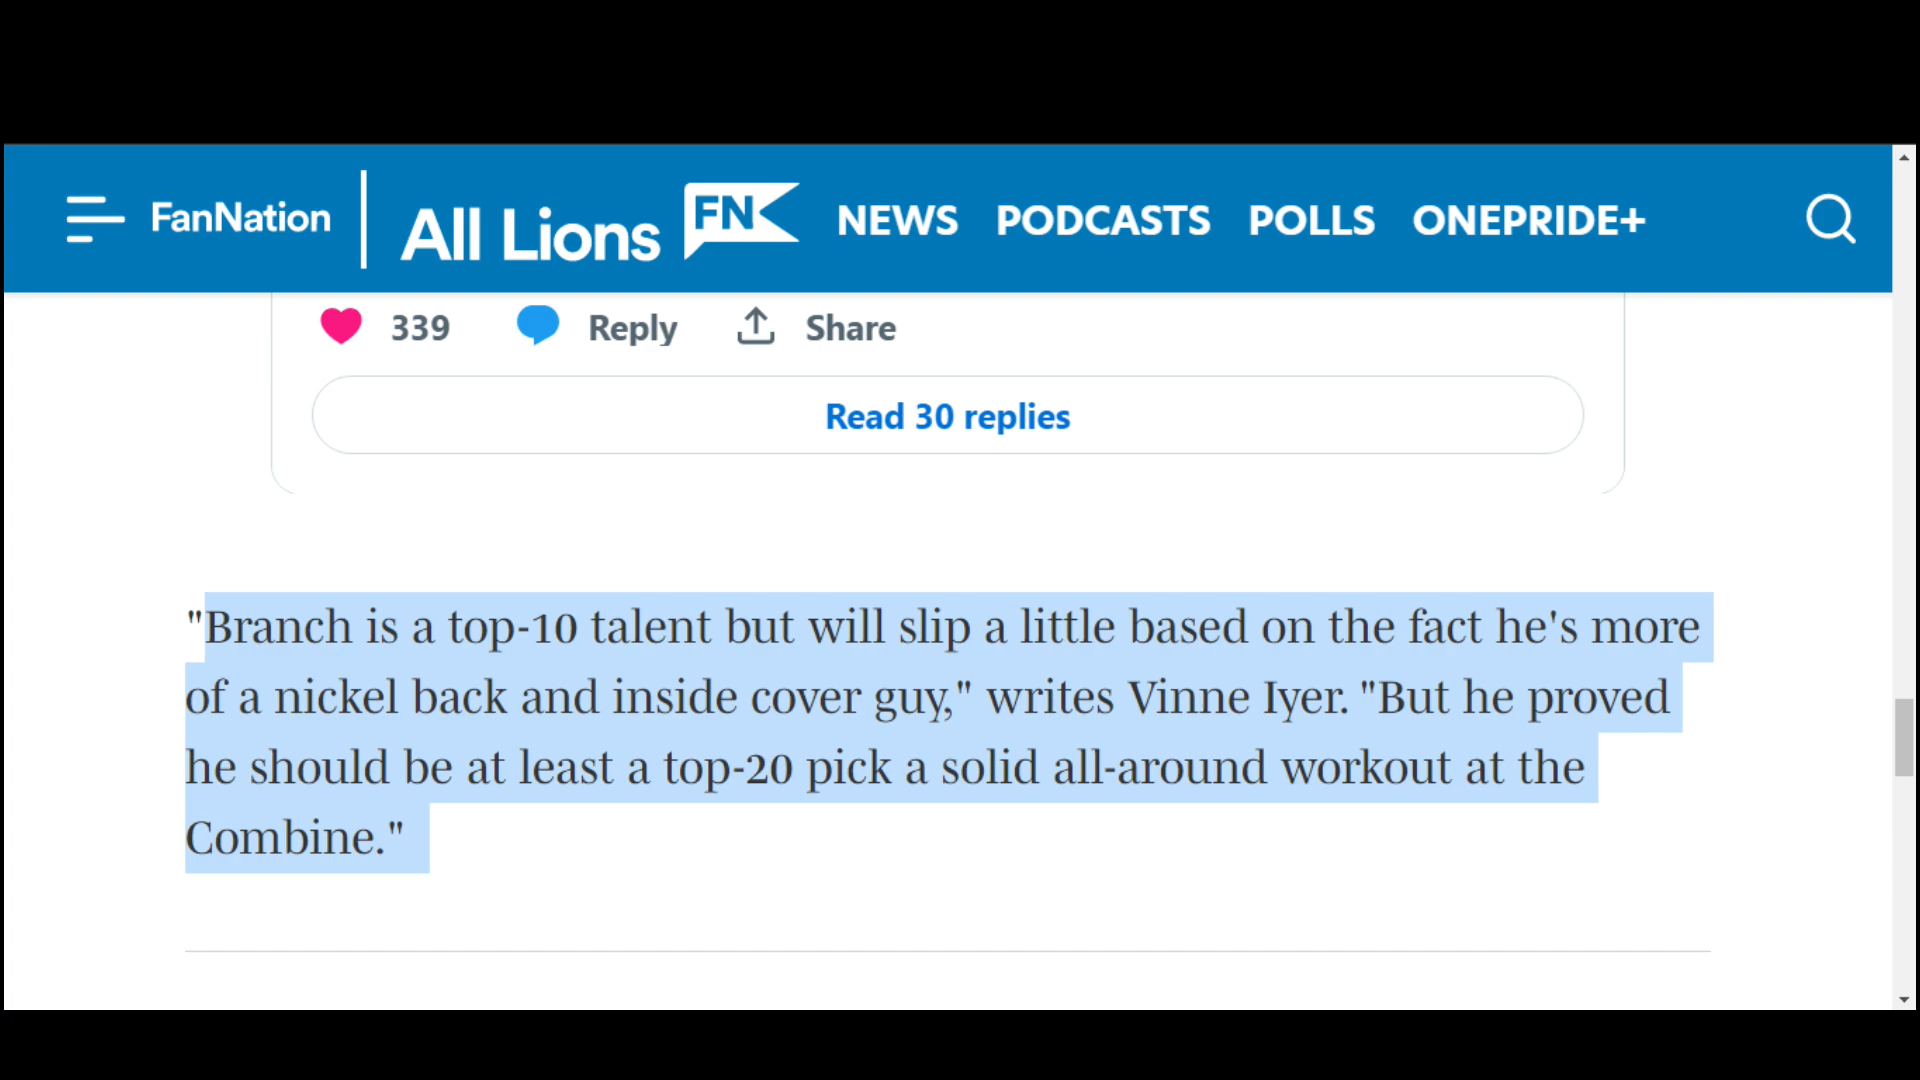 FanNation All Lions FN NEWS PODCASTS POLLS ONEPRIDE+
339 Reply Share
Read 30 replies
"Branch is a top-10 talent but will slip a little based on the fact he's more
of a nickel back and inside cover guy," writes Vinne Iyer. "But he proved
he should be at least a top-20 pick a solid all-around workout at the
Combine."